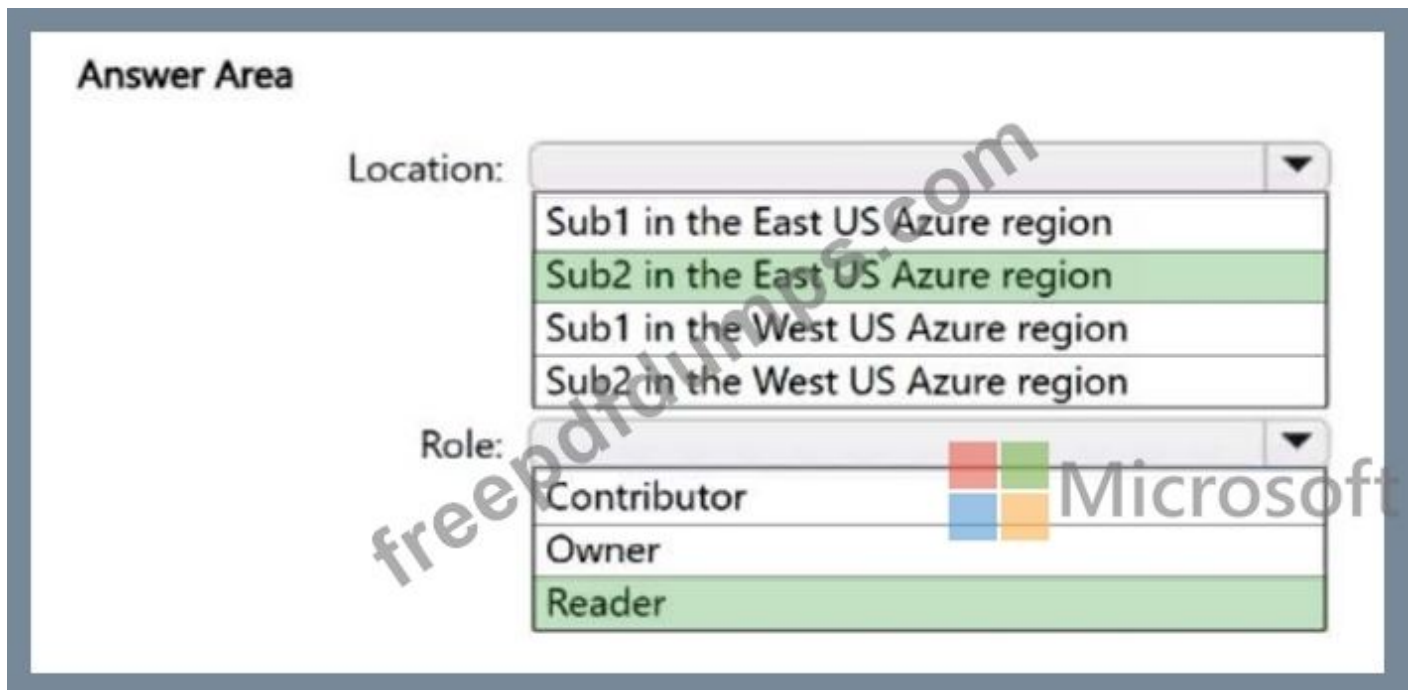 Answer Area
Location:
Sub1 in the East US Azure region
Sub2 in the East US Azure region
Sub1 in the West US Azure region
Sub2 in the West US Azure region
Role:
Contributor
Owner
Reader
Microsoft
freepdfdumps.com